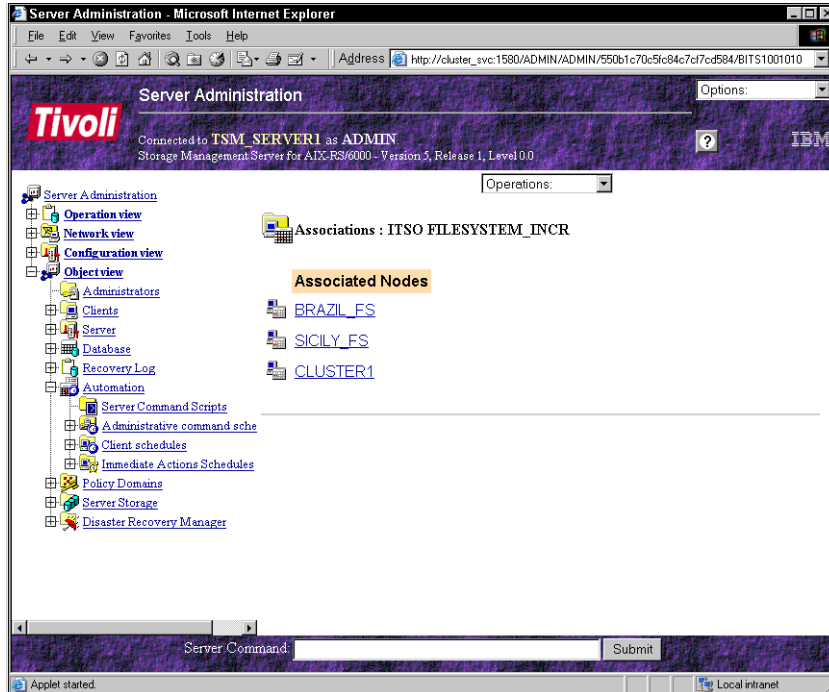 Server Administration - Microsoft Internet Explorer
File Edit View Favorites Tools Help
Address http://cluster_svc:1580/ADMIN/ADMIN/550b1c70c5fc84c7cf7cd584/BITS1001010
Server Administration
Options:
Tivoli
Connected to TSM_SERVER1 as ADMIN
Storage Management Server for AIX-RS/6000 - Version 5, Release 1, Level 0.0
? IBM
Operations:
Server Administration
Operation view
Network view
Configuration view
Object view
Administrators
Clients
Server
Database
Recovery Log
Automation
Server Command Scripts
Administrative command sche
Client schedules
Immediate Actions Schedules
Policy Domains
Server Storage
Disaster Recovery Manager
Associations : ITSO FILESYSTEM_INCR
Associated Nodes
BRAZIL_FS
SICILY_FS
CLUSTER1
Server Command: Submit
Applet started. Local intranet